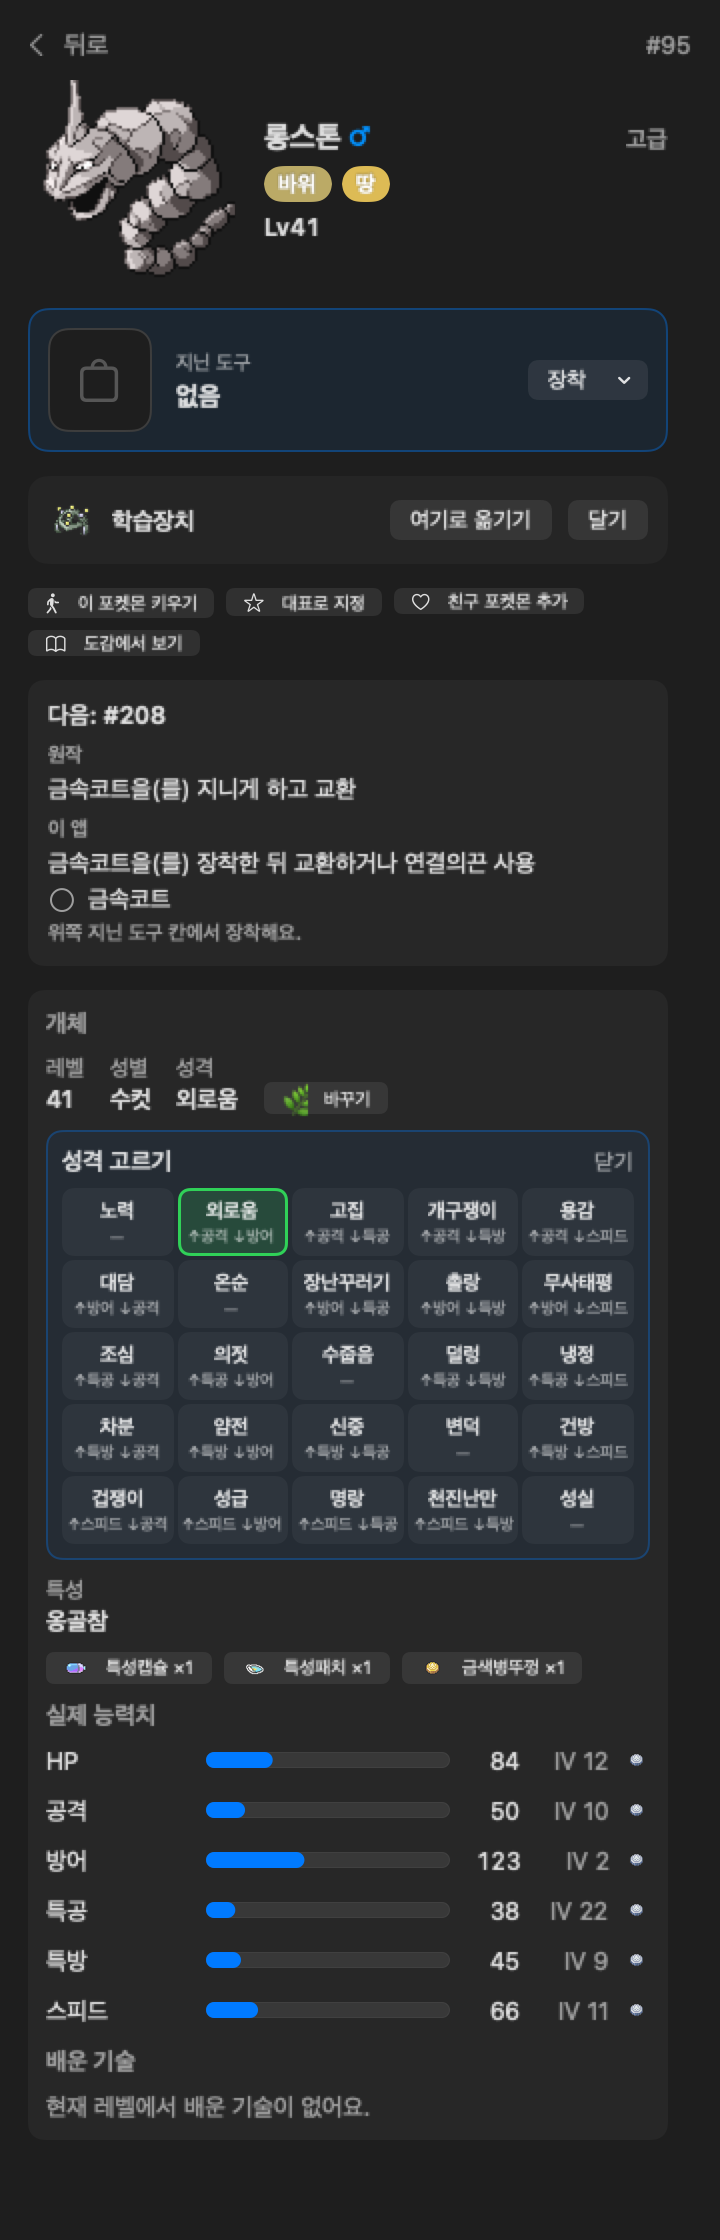 뒤로 #95
롱스톤 ♂ 고급
바위 땅
Lv41
지닌 도구
없음
장착
학습장치 여기로 옮기기 닫기
이 포켓몬 키우기 대표로 지정 친구 포켓몬 추가
도감에서 보기
다음: #208
원작
금속코트을(를) 지니게 하고 교환
이 앱
금속코트을(를) 장착한 뒤 교환하거나 연결의끈 사용
금속코트
위쪽 지닌 도구 칸에서 장착해요.
개체
레벨 성별 성격
41 수컷 외로움 바꾸기
성격 고르기 닫기
노력 외로움 고집 개구쟁이 용감
— ↑공격 ↓방어 ↑공격 ↓특공 ↑공격 ↓특방 ↑공격 ↓스피드
대담 온순 장난꾸러기 촐랑 무사태평
↑방어 ↓공격 — ↑방어 ↓특공 ↑방어 ↓특방 ↑방어 ↓스피드
조심 의젓 수줍음 덜렁 냉정
↑특공 ↓공격 ↑특공 ↓방어 — ↑특공 ↓특방 ↑특공 ↓스피드
차분 얌전 신중 변덕 건방
↑특방 ↓공격 ↑특방 ↓방어 ↑특방 ↓특공 — ↑특방 ↓스피드
겁쟁이 성급 명랑 천진난만 성실
↑스피드 ↓공격 ↑스피드 ↓방어 ↑스피드 ↓특공 ↑스피드 ↓특방 —
특성
옹골참
특성캡슐 ×1 특성패치 ×1 금색병뚜껑 ×1
실제 능력치
HP 84 IV 12
공격 50 IV 10
방어 123 IV 2
특공 38 IV 22
특방 45 IV 9
스피드 66 IV 11
배운 기술
현재 레벨에서 배운 기술이 없어요.